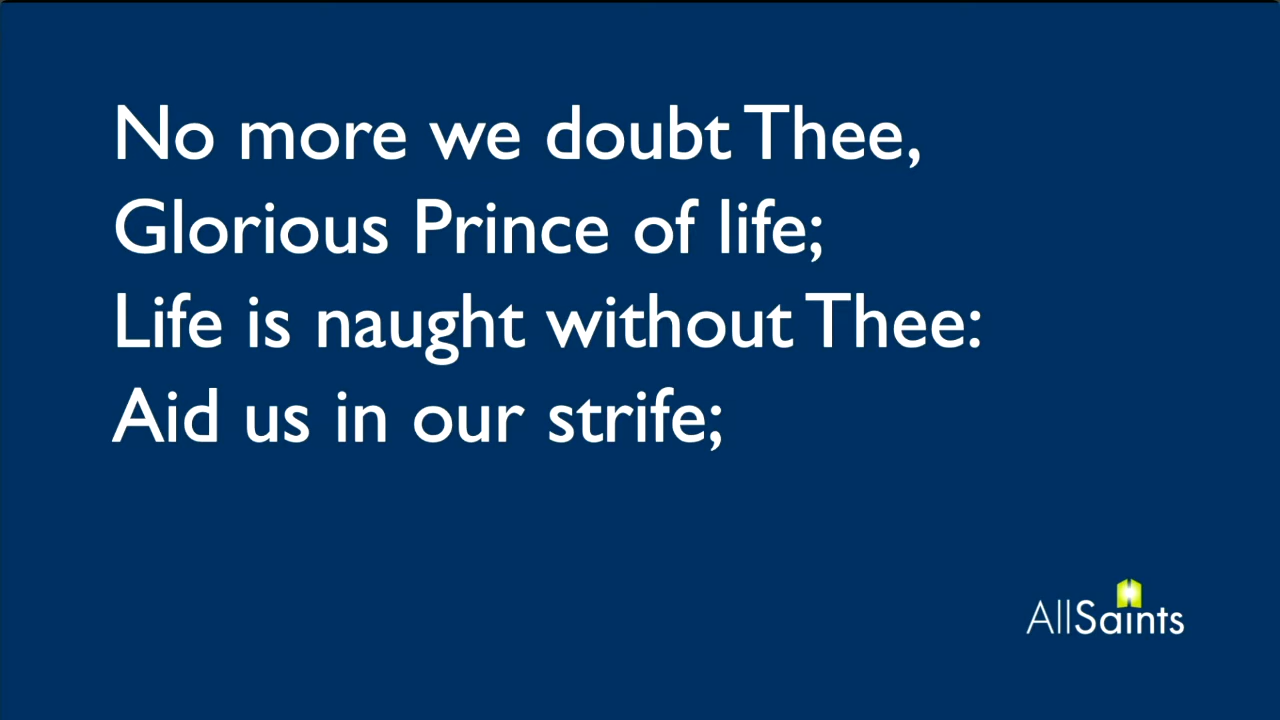 No more we doubt Thee,
Glorious Prince of life;
Life is naught without Thee:
Aid us in our strife;
AllSaints